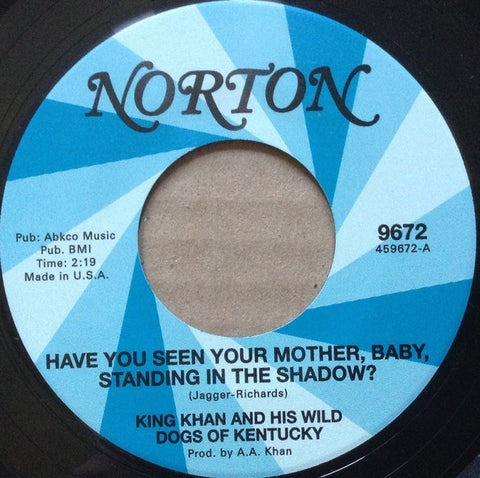 NORTON
Pub: Abkco Music
Pub. BMI
Time: 2:19
Made in U.S.A.
9672
459672-A
HAVE YOU SEEN YOUR MOTHER, BABY,
STANDING IN THE SHADOW?
(Jagger-Richards)
KING KHAN AND HIS WILD
DOGS OF KENTUCKY
Prod. by A.A. Khan